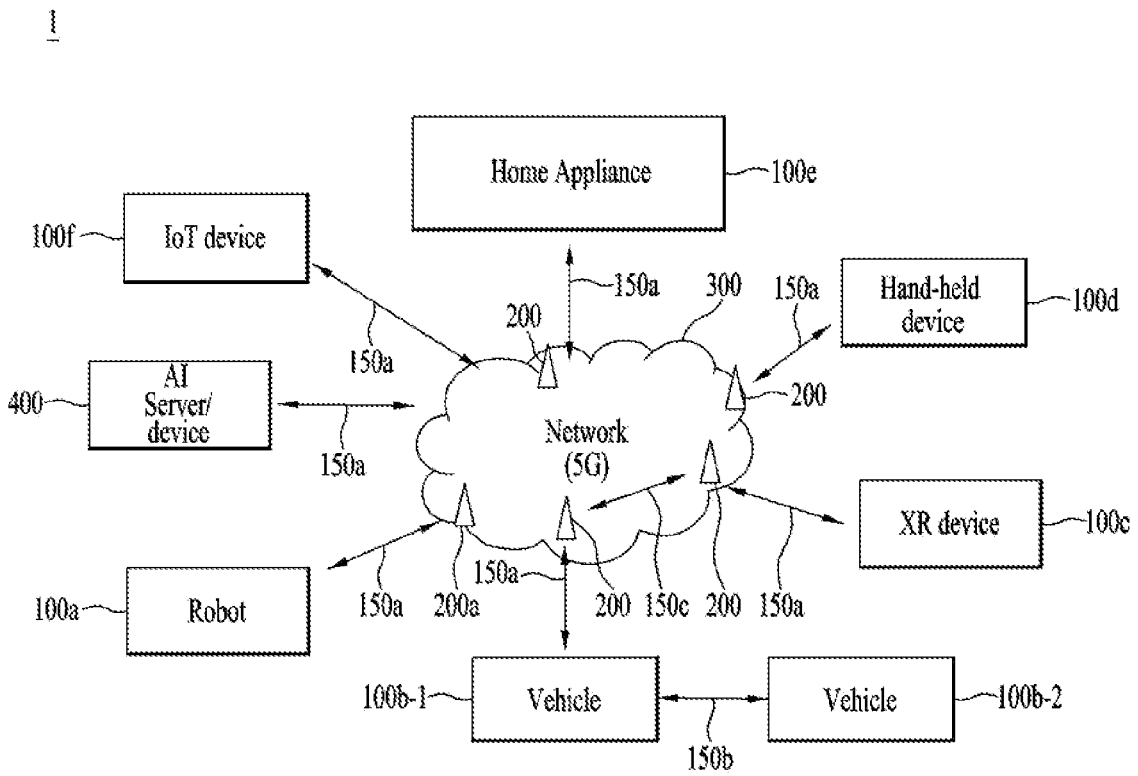 1
Home Appliance
100e
IoT device
100f
150a
300
150a
Hand-held
device
100d
200
150a
AI
Server/
device
400
200
150a
Network
(5G)
XR device
100c
150a
200a
150a
200
150c
200
150a
Robot
100a
100b-1
Vehicle
Vehicle
100b-2
150b